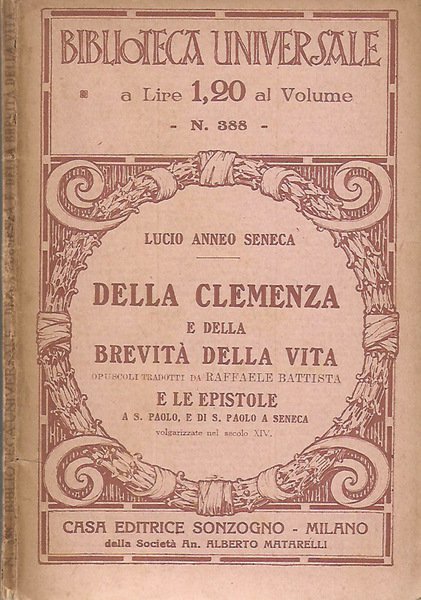 BIBLIOTECA UNIVERSALE
a Lire 1,20 al Volume
- N. 388 -
LUCIO ANNEO SENECA
DELLA CLEMENZA
E DELLA
BREVITÀ DELLA VITA
OPUSCOLI TRADOTTI DA RAFFAELE BATTISTA
E LE EPISTOLE
A S. PAOLO, E DI S. PAOLO A SENECA
volgarizzate nel secolo XIV.
CASA EDITRICE SONZOGNO - MILANO
della Società An. ALBERTO MATARELLI